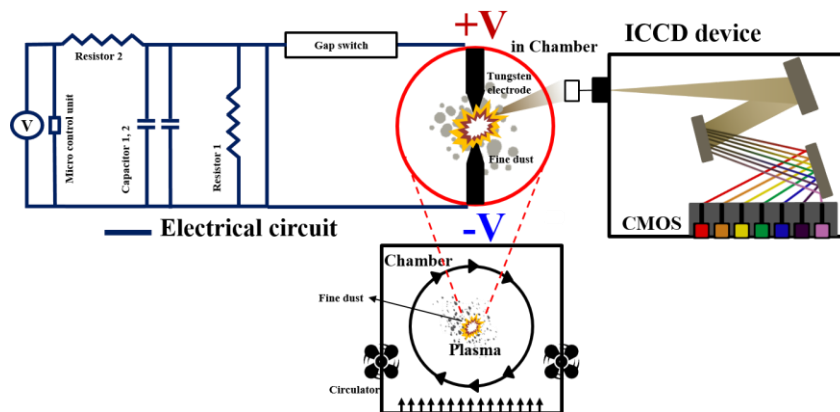 +V
in Chamber
ICCD device
Gap switch
Resistor 2
Tungsten
electrode
V
Micro control unit
Capacitor 1, 2
Resistor 1
Fine dust
Electrical circuit
-V
CMOS
Chamber
Fine dust
Plasma
Circulator